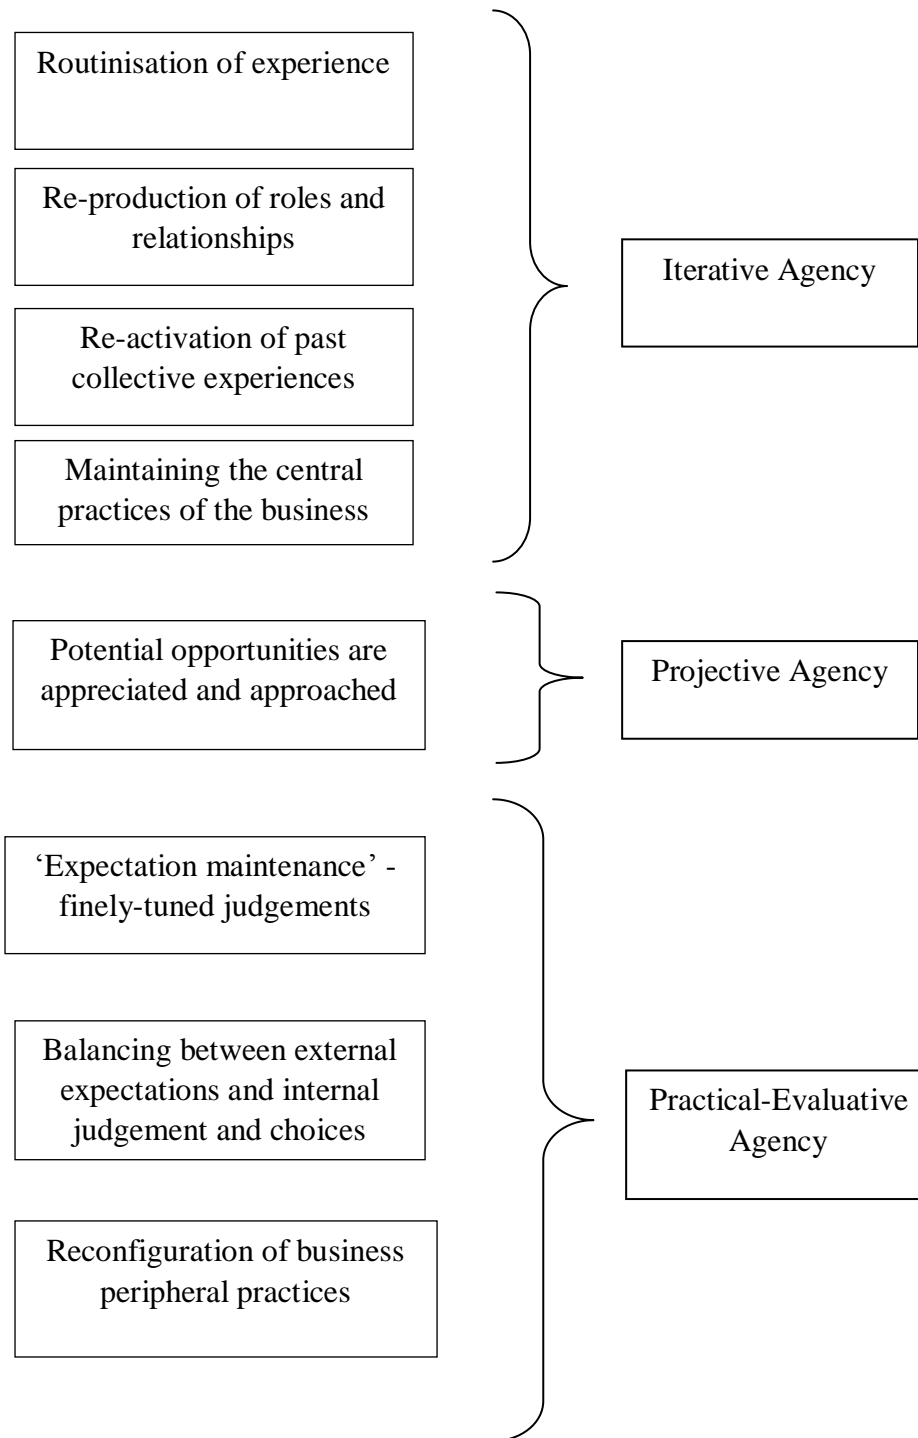 Routinisation of experience
Re-production of roles and
relationships
Re-activation of past
collective experiences
Maintaining the central
practices of the business
Iterative Agency
Potential opportunities are
appreciated and approached
Projective Agency
‘Expectation maintenance’ -
finely-tuned judgements
Balancing between external
expectations and internal
judgement and choices
Reconfiguration of business
peripheral practices
Practical-Evaluative
Agency